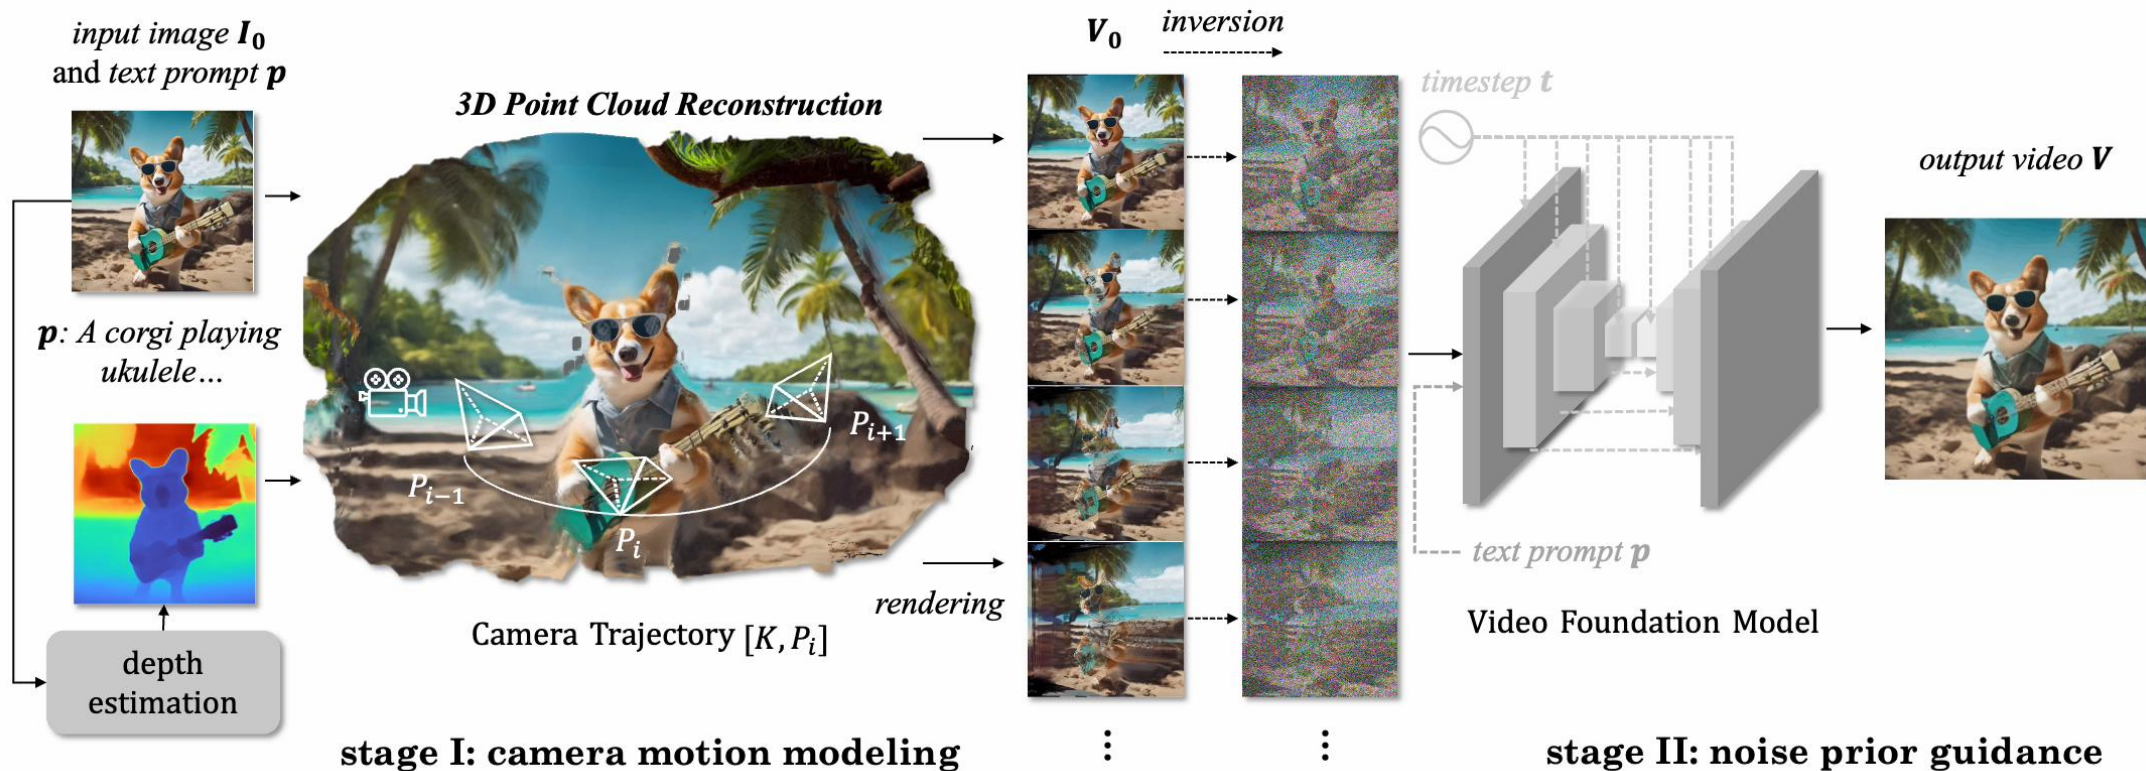 input image I₀
and text prompt p
p: A corgi playing
ukulele...
depth
estimation
3D Point Cloud Reconstruction
Pᵢ₋₁
Pᵢ
Pᵢ₊₁
Camera Trajectory [K, Pᵢ]
rendering
stage I: camera motion modeling
V₀
inversion
⋮
⋮
timestep t
text prompt p
Video Foundation Model
output video V
stage II: noise prior guidance